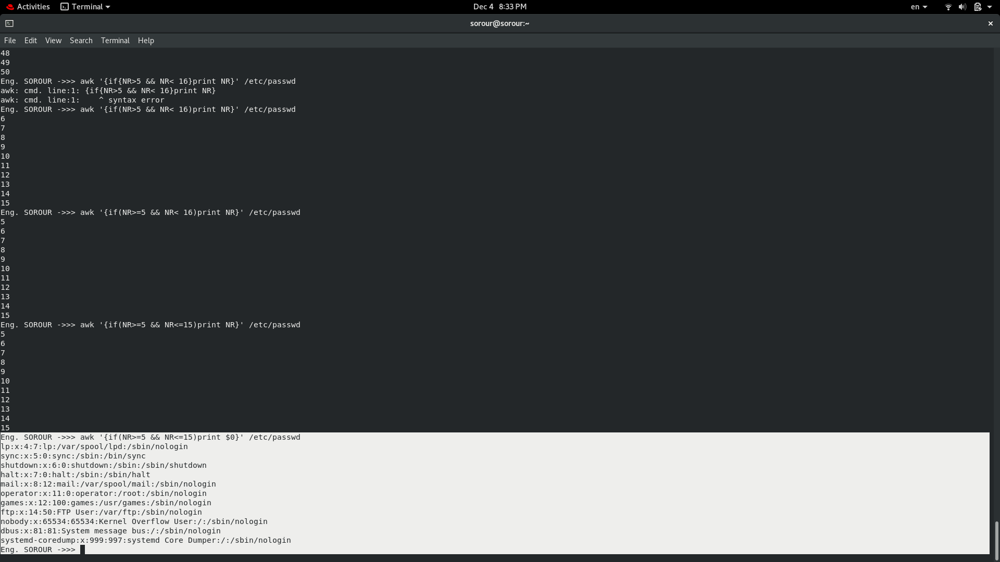 Activities Terminal Dec 4 8:33 PM en
sorour@sorour:~
File Edit View Search Terminal Help
48
49
50
Eng. SOROUR ->>> awk '{if{NR>5 && NR< 16}print NR}' /etc/passwd
awk: cmd. line:1: {if{NR>5 && NR< 16}print NR}
awk: cmd. line:1:    ^ syntax error
Eng. SOROUR ->>> awk '{if(NR>5 && NR< 16)print NR}' /etc/passwd
6
7
8
9
10
11
12
13
14
15
Eng. SOROUR ->>> awk '{if(NR>=5 && NR< 16)print NR}' /etc/passwd
5
6
7
8
9
10
11
12
13
14
15
Eng. SOROUR ->>> awk '{if(NR>=5 && NR<=15)print NR}' /etc/passwd
5
6
7
8
9
10
11
12
13
14
15
Eng. SOROUR ->>> awk '{if(NR>=5 && NR<=15)print $0}' /etc/passwd
lp:x:4:7:lp:/var/spool/lpd:/sbin/nologin
sync:x:5:0:sync:/sbin:/bin/sync
shutdown:x:6:0:shutdown:/sbin:/sbin/shutdown
halt:x:7:0:halt:/sbin:/sbin/halt
mail:x:8:12:mail:/var/spool/mail:/sbin/nologin
operator:x:11:0:operator:/root:/sbin/nologin
games:x:12:100:games:/usr/games:/sbin/nologin
ftp:x:14:50:FTP User:/var/ftp:/sbin/nologin
nobody:x:65534:65534:Kernel Overflow User:/:/sbin/nologin
dbus:x:81:81:System message bus:/:/sbin/nologin
systemd-coredump:x:999:997:systemd Core Dumper:/:/sbin/nologin
Eng. SOROUR ->>>